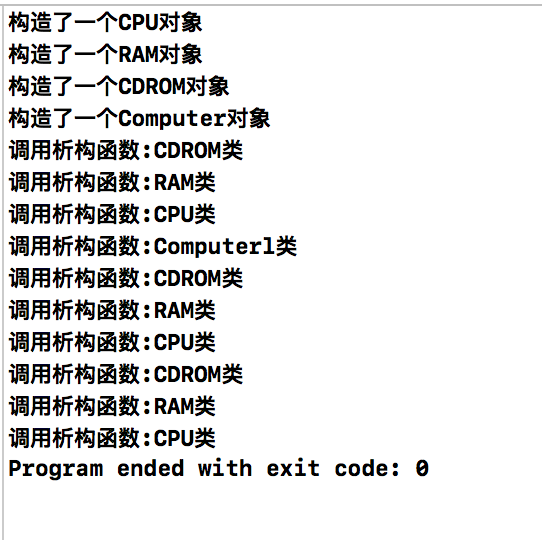 构造了一个CPU对象
构造了一个RAM对象
构造了一个CDROM对象
构造了一个Computer对象
调用析构函数:CDROM类
调用析构函数:RAM类
调用析构函数:CPU类
调用析构函数:Computerl类
调用析构函数:CDROM类
调用析构函数:RAM类
调用析构函数:CPU类
调用析构函数:CDROM类
调用析构函数:RAM类
调用析构函数:CPU类
Program ended with exit code: 0